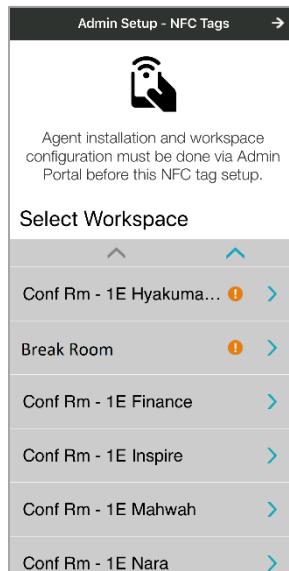 Admin Setup - NFC Tags
Agent installation and workspace
configuration must be done via Admin
Portal before this NFC tag setup.
Select Workspace
Conf Rm - 1E Hyakuma...
Break Room
Conf Rm - 1E Finance
Conf Rm - 1E Inspire
Conf Rm - 1E Mahwah
Conf Rm - 1E Nara